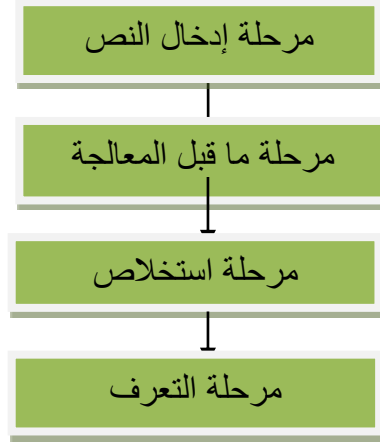 مرحلة إدخال النص
مرحلة ما قبل المعالجة
مرحلة استخلاص
مرحلة التعرف